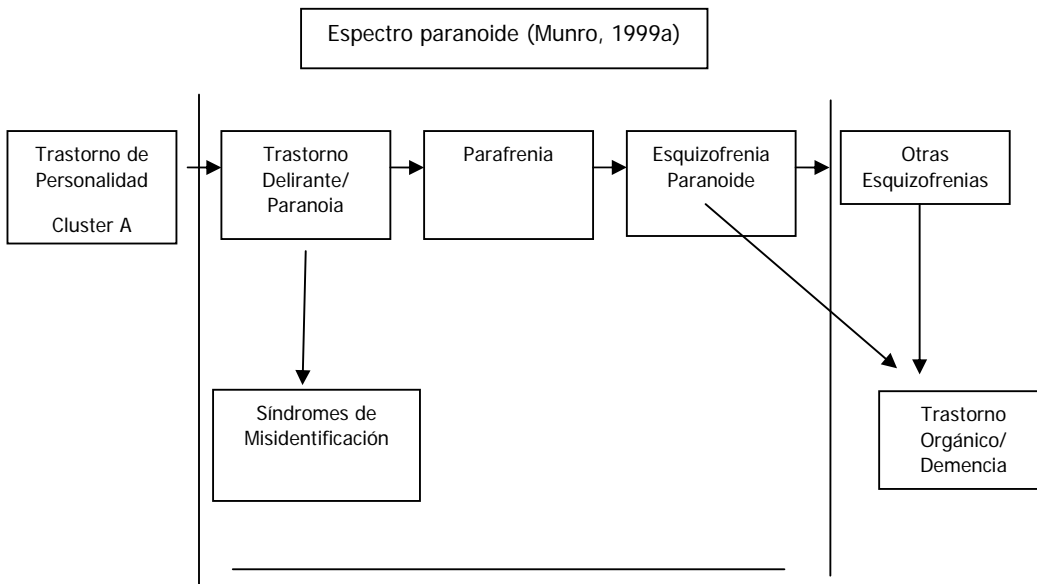 Espectro paranoide (Munro, 1999a)
Trastorno de
Personalidad
Cluster A
Trastorno
Delirante/
Paranoia
Parafrenia
Esquizofrenia
Paranoide
Otras
Esquizofrenias
Síndromes de
Misidentificación
Trastorno
Orgánico/
Demencia